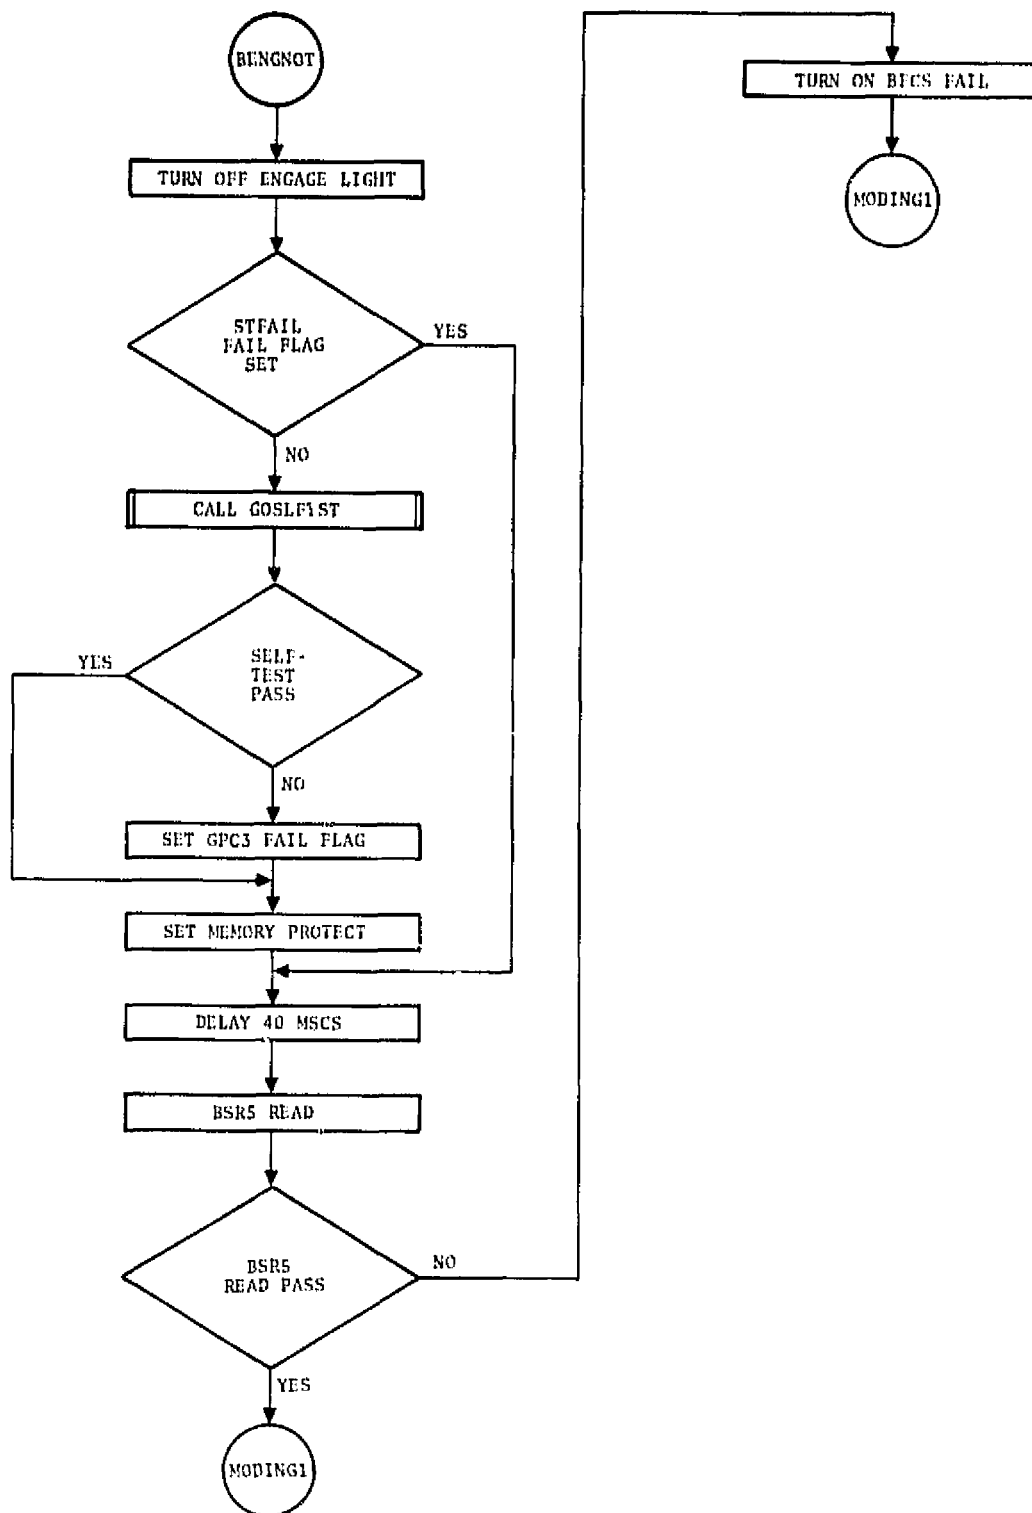 BENGNOT
TURN OFF ENGAGE LIGHT
STFAIL
FAIL FLAG
SET
YES
NO
CALL GOSLFTST
SELF-
TEST
PASS
YES
NO
SET GPC3 FAIL FLAG
SET MEMORY PROTECT
DELAY 40 MSCS
BSR5 READ
BSR5
READ PASS
NO
YES
MODING1
TURN ON BFCS FAIL
MODING1